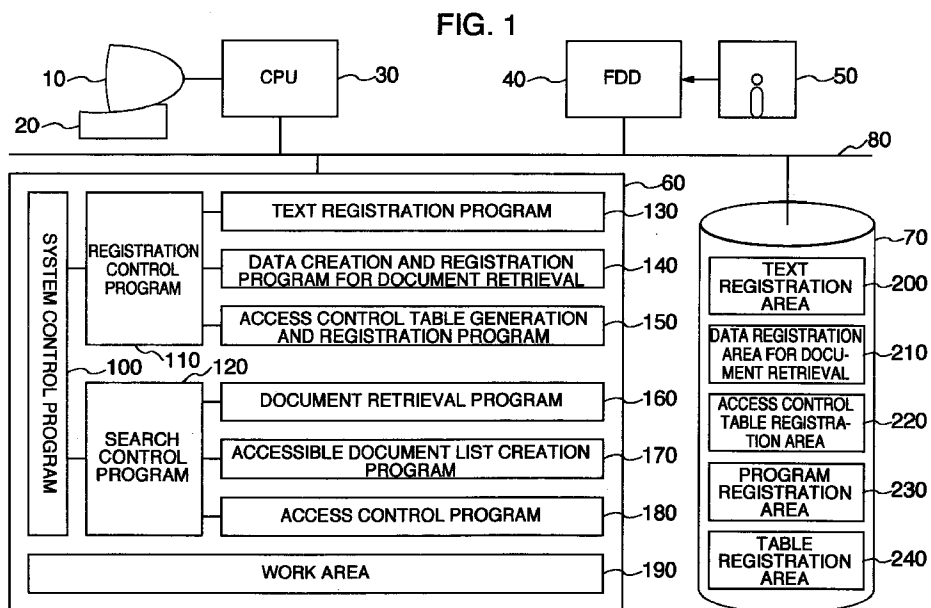 FIG. 1
10
20
CPU
30
40
FDD
50
80
60
SYSTEM CONTROL PROGRAM
100
REGISTRATION
CONTROL
PROGRAM
110
TEXT REGISTRATION PROGRAM
130
DATA CREATION AND REGISTRATION
PROGRAM FOR DOCUMENT RETRIEVAL
140
ACCESS CONTROL TABLE GENERATION
AND REGISTRATION PROGRAM
150
120
SEARCH
CONTROL
PROGRAM
DOCUMENT RETRIEVAL PROGRAM
160
ACCESSIBLE DOCUMENT LIST CREATION
PROGRAM
170
ACCESS CONTROL PROGRAM
180
WORK AREA
190
70
TEXT
REGISTRATION
AREA
200
DATA REGISTRATION
AREA FOR DOCU-
MENT RETRIEVAL
210
ACCESS CONTROL
TABLE REGISTRA-
TION AREA
220
PROGRAM
REGISTRATION
AREA
230
TABLE
REGISTRATION
AREA
240